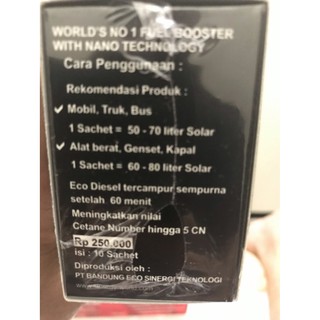 WORLD'S NO 1 FUEL BOOSTER
WITH NANO TECHNOLOGY
Cara Penggunaan :
Rekomendasi Produk :
✓ Mobil, Truk, Bus
1 Sachet = 50 - 70 liter Solar
✓ Alat berat, Genset, Kapal
1 Sachet = 60 - 80 liter Solar
Eco Diesel tercampur sempurna
setelah 60 menit
Meningkatkan nilai
Cetane Number hingga 5 CN
Rp 250.000
isi : 10 Sachet
Diproduksi oleh :
PT BANDUNG ECO SINERGI TEKNOLOGI